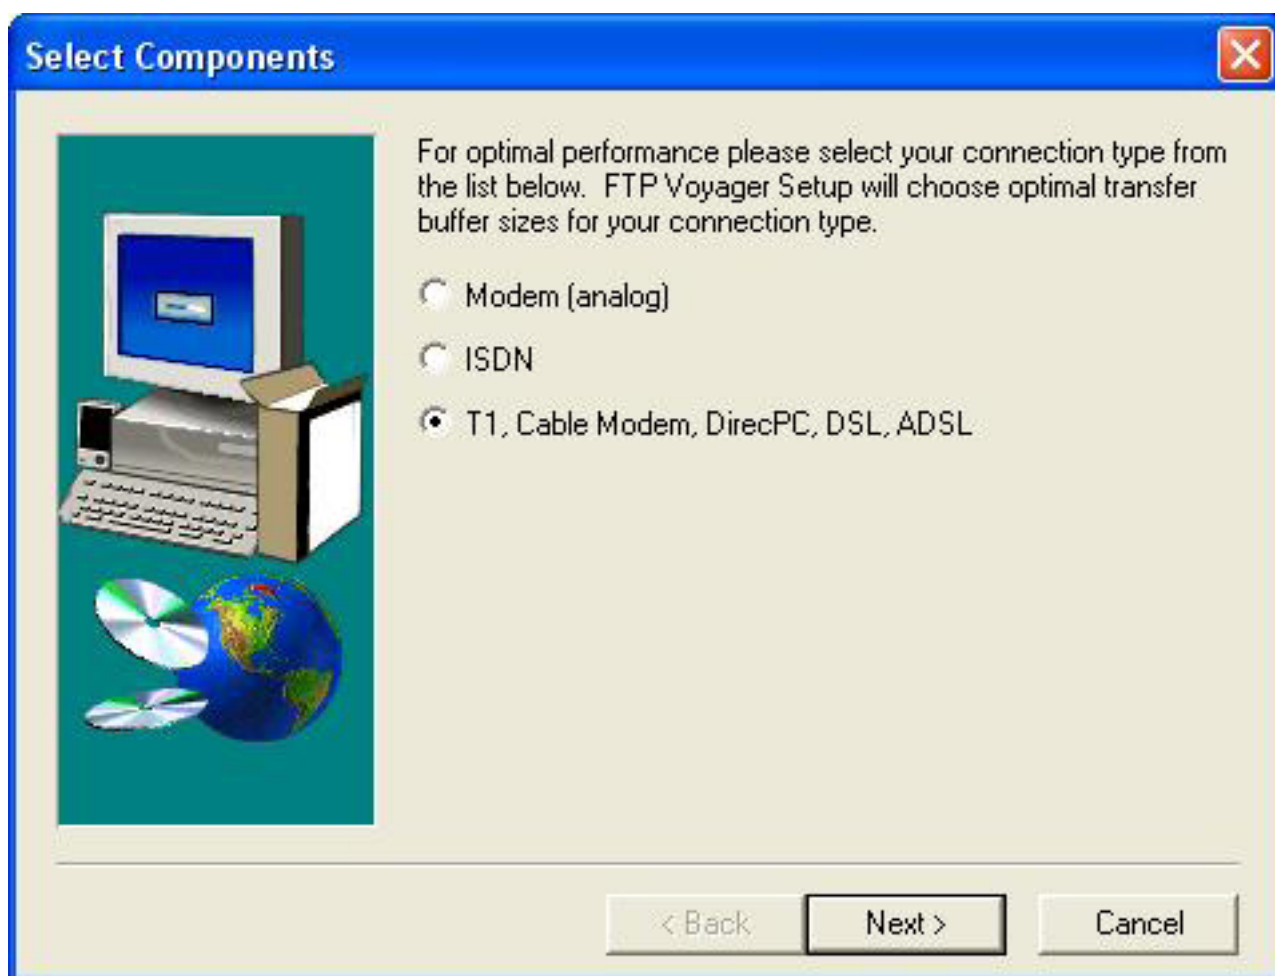 Select Components
For optimal performance please select your connection type from
the list below.  FTP Voyager Setup will choose optimal transfer
buffer sizes for your connection type.
Modem (analog)
ISDN
T1, Cable Modem, DirecPC, DSL, ADSL
< Back
Next >
Cancel